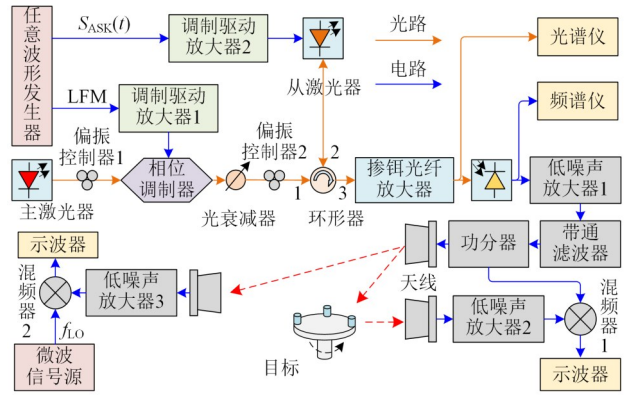 任意波形发生器
S_ASK(t)
调制驱动
放大器2
光路
电路
光谱仪
频谱仪
从激光器
LFM
调制驱动
放大器1
偏振
控制器1
相位
调制器
偏振
控制器2
主激光器
光衰减器
1
2
3
环形器
掺铒光纤
放大器
低噪声
放大器1
带通
滤波器
功分器
天线
示波器
混频器2
低噪声
放大器3
f_LO
微波
信号源
目标
低噪声
放大器2
混频器1
示波器